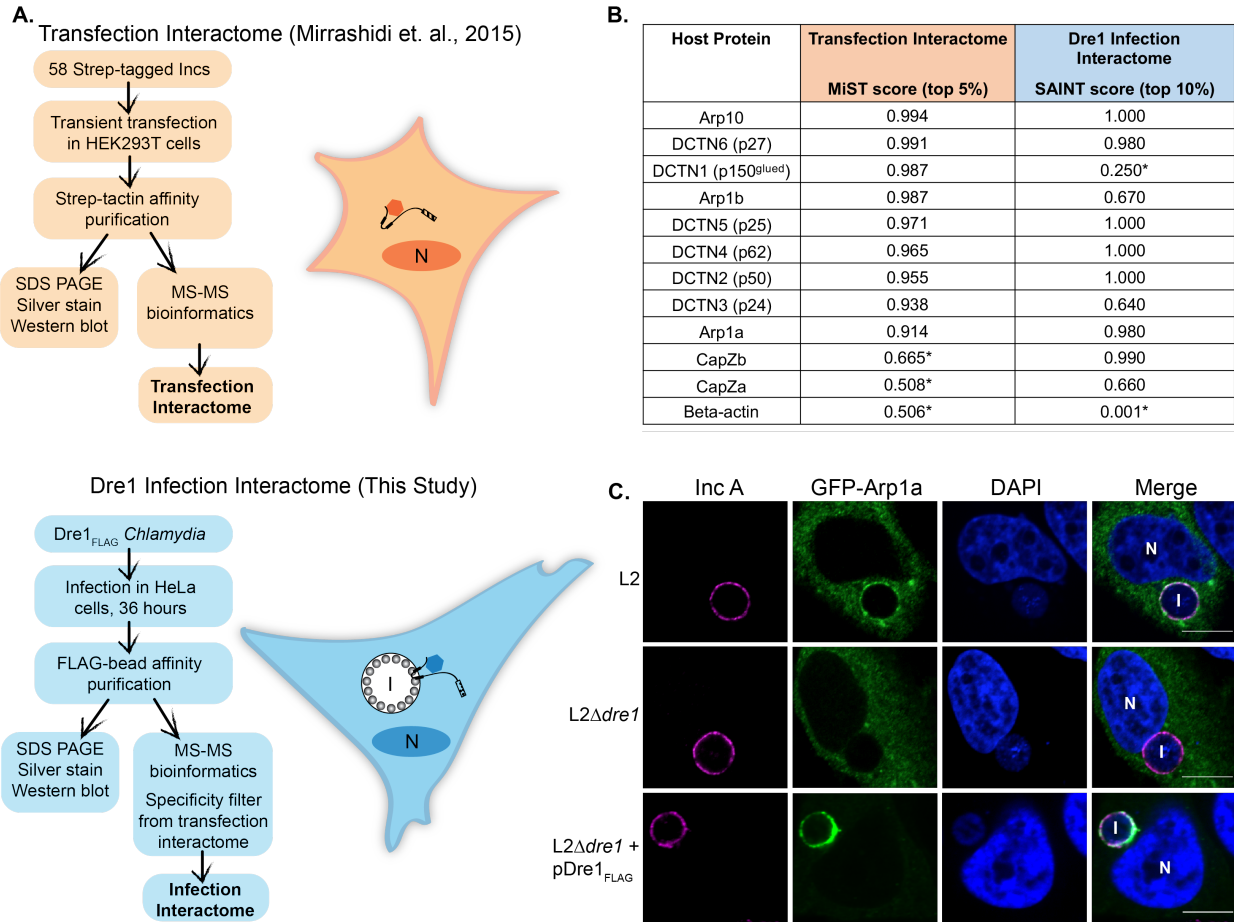 A.
Transfection Interactome (Mirrashidi et. al., 2015)
58 Strep-tagged Incs
Transient transfection
in HEK293T cells
Strep-tactin affinity
purification
SDS PAGE
Silver stain
Western blot
MS-MS
bioinformatics
Transfection
Interactome
N
Dre1 Infection Interactome (This Study)
Dre1FLAG Chlamydia
Infection in HeLa
cells, 36 hours
FLAG-bead affinity
purification
SDS PAGE
Silver stain
Western blot
MS-MS
bioinformatics
Specificity filter
from transfection
interactome
Infection
Interactome
I
N
B.
Host Protein
Transfection Interactome
MiST score (top 5%)
Dre1 Infection
Interactome
SAINT score (top 10%)
Arp10 0.994 1.000
DCTN6 (p27) 0.991 0.980
DCTN1 (p150glued) 0.987 0.250*
Arp1b 0.987 0.670
DCTN5 (p25) 0.971 1.000
DCTN4 (p62) 0.965 1.000
DCTN2 (p50) 0.955 1.000
DCTN3 (p24) 0.938 0.640
Arp1a 0.914 0.980
CapZb 0.665* 0.990
CapZa 0.508* 0.660
Beta-actin 0.506* 0.001*
C.
Inc A GFP-Arp1a DAPI Merge
L2
N
I
L2Δdre1
N
I
L2Δdre1 +
pDre1FLAG
I
N